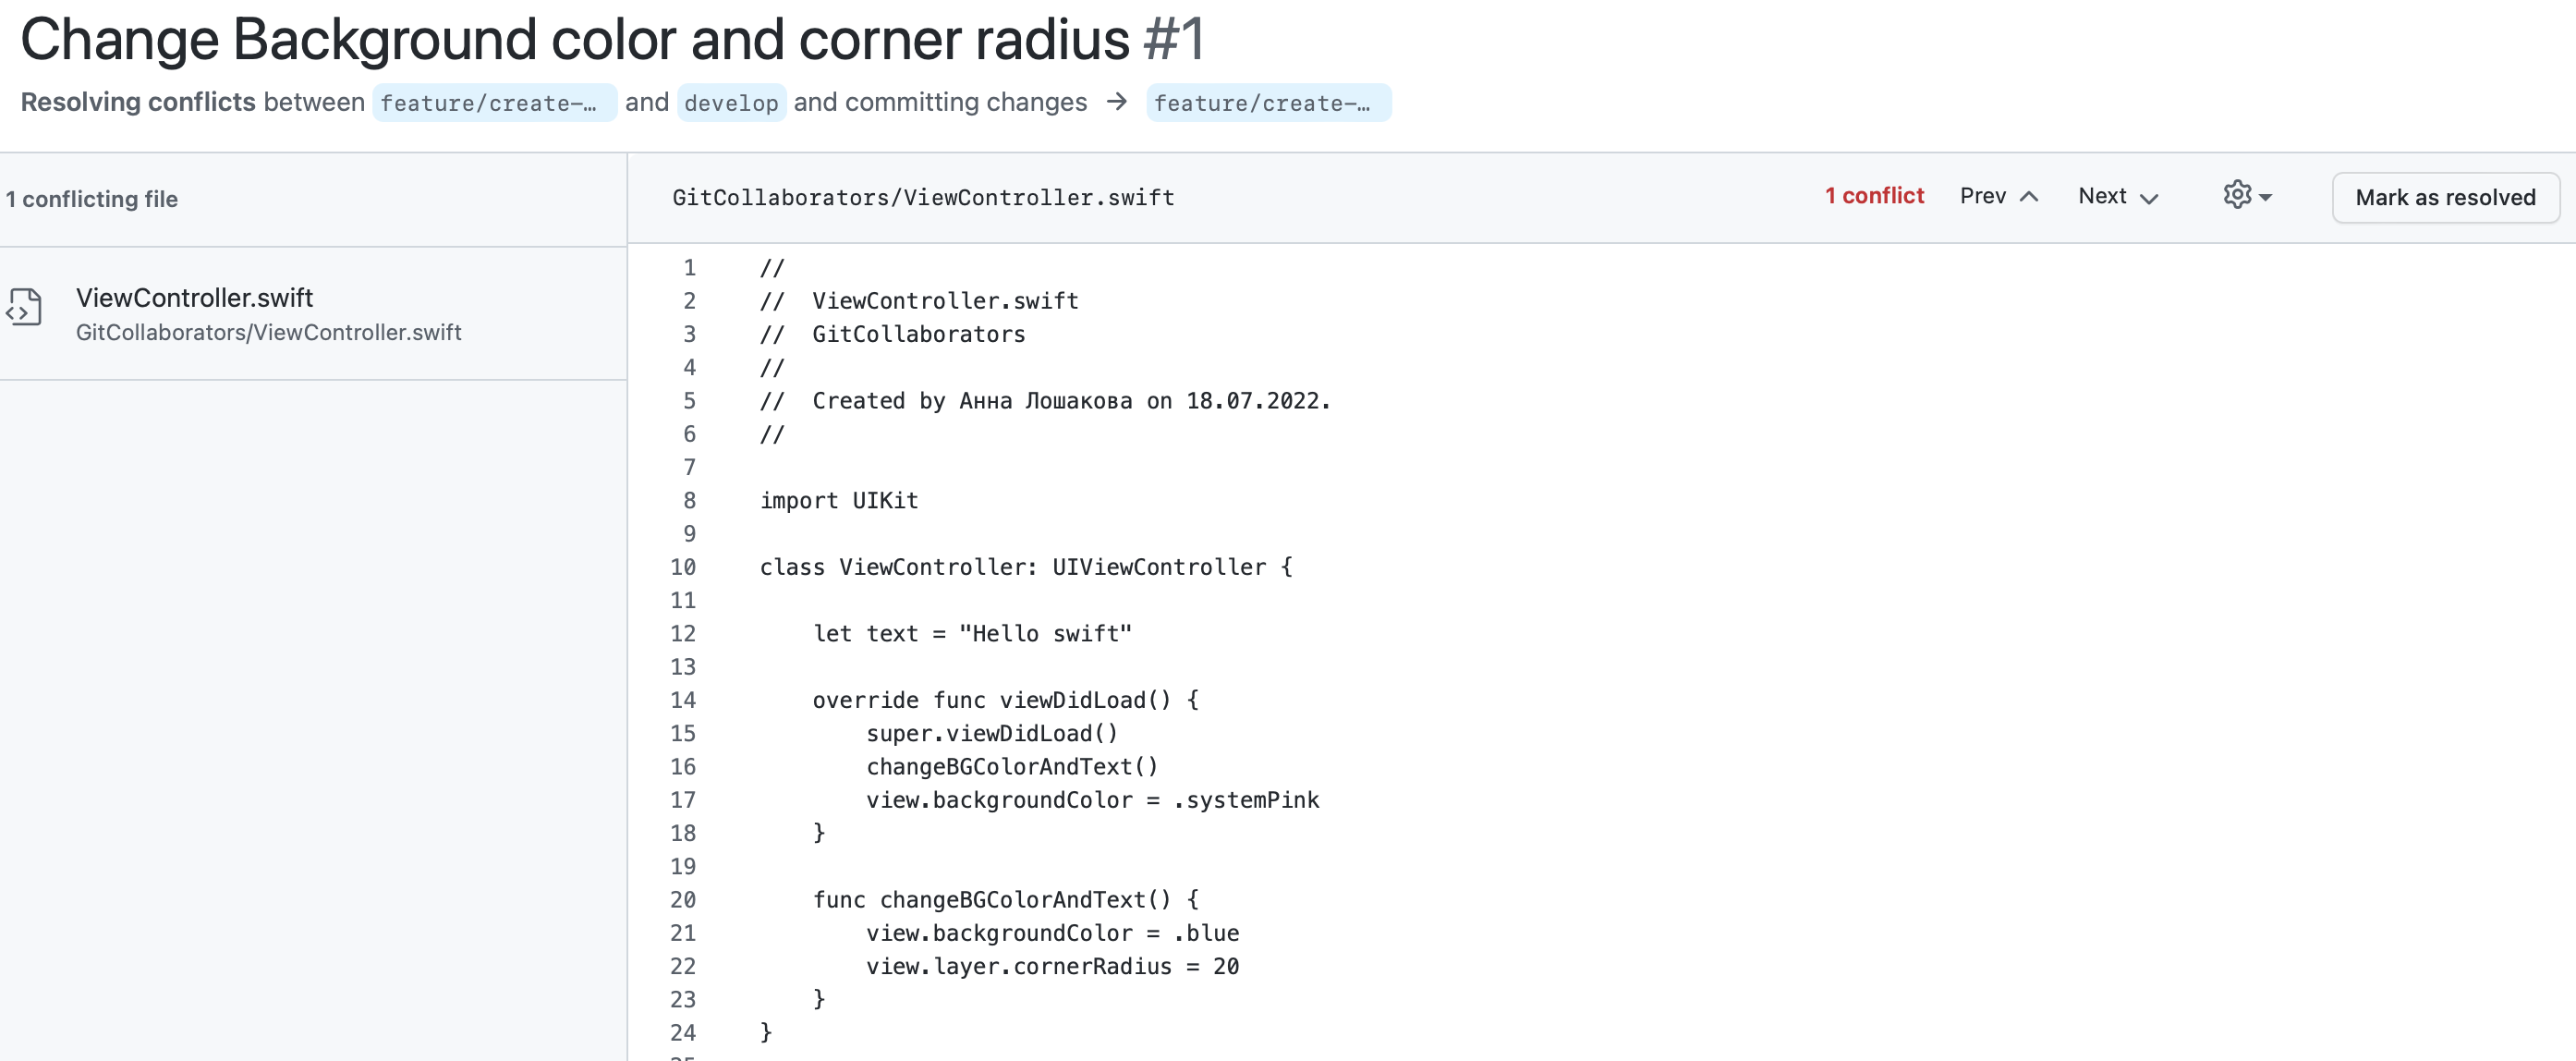 Change Background color and corner radius #1
Resolving conflicts between feature/create-… and develop and committing changes → feature/create-…
1 conflicting file
ViewController.swift
GitCollaborators/ViewController.swift
GitCollaborators/ViewController.swift
1 conflict Prev Next Mark as resolved
1 //
2 //  ViewController.swift
3 //  GitCollaborators
4 //
5 //  Created by Анна Лошакова on 18.07.2022.
6 //
7
8 import UIKit
9
10 class ViewController: UIViewController {
11
12     let text = "Hello swift"
13
14     override func viewDidLoad() {
15         super.viewDidLoad()
16         changeBGColorAndText()
17         view.backgroundColor = .systemPink
18     }
19
20     func changeBGColorAndText() {
21         view.backgroundColor = .blue
22         view.layer.cornerRadius = 20
23     }
24 }